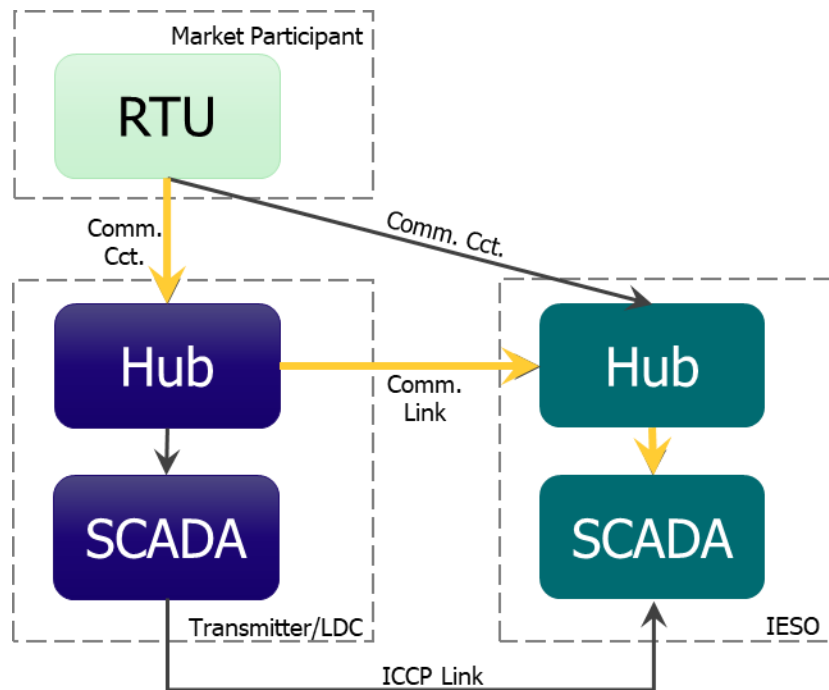 Market Participant
RTU
Comm.
Cct.
Comm. Cct.
Hub
Comm.
Link
Hub
SCADA
SCADA
Transmitter/LDC
IESO
ICCP Link